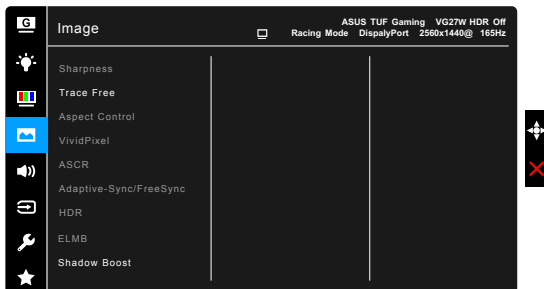 G
Image
ASUS TUF Gaming VG27W HDR Off
Racing Mode DispalyPort 2560x1440@ 165Hz
Sharpness
Trace Free
Aspect Control
VividPixel
ASCR
Adaptive-Sync/FreeSync
HDR
ELMB
Shadow Boost